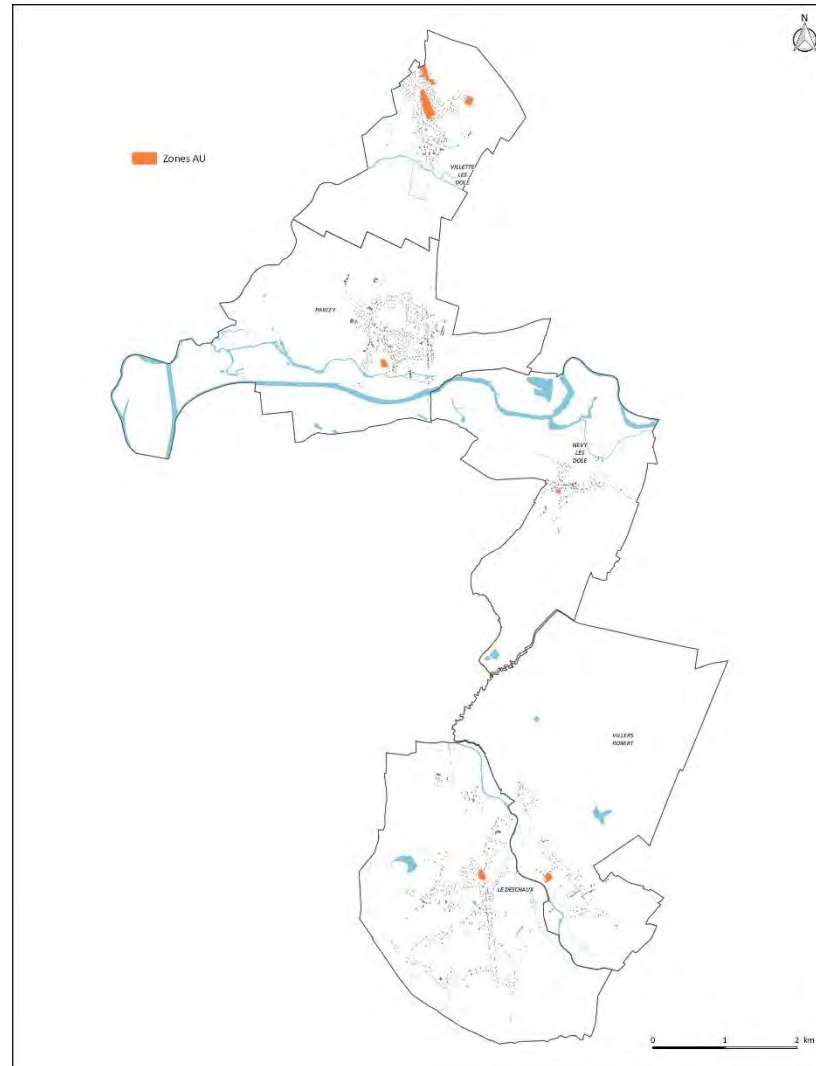 N
Zones AU
VILLETTE
LES
DOLE
PARCEY
NEVY
LES
DOLE
VILLERS
ROBERT
LE DESCHAUX
0 1 2 km